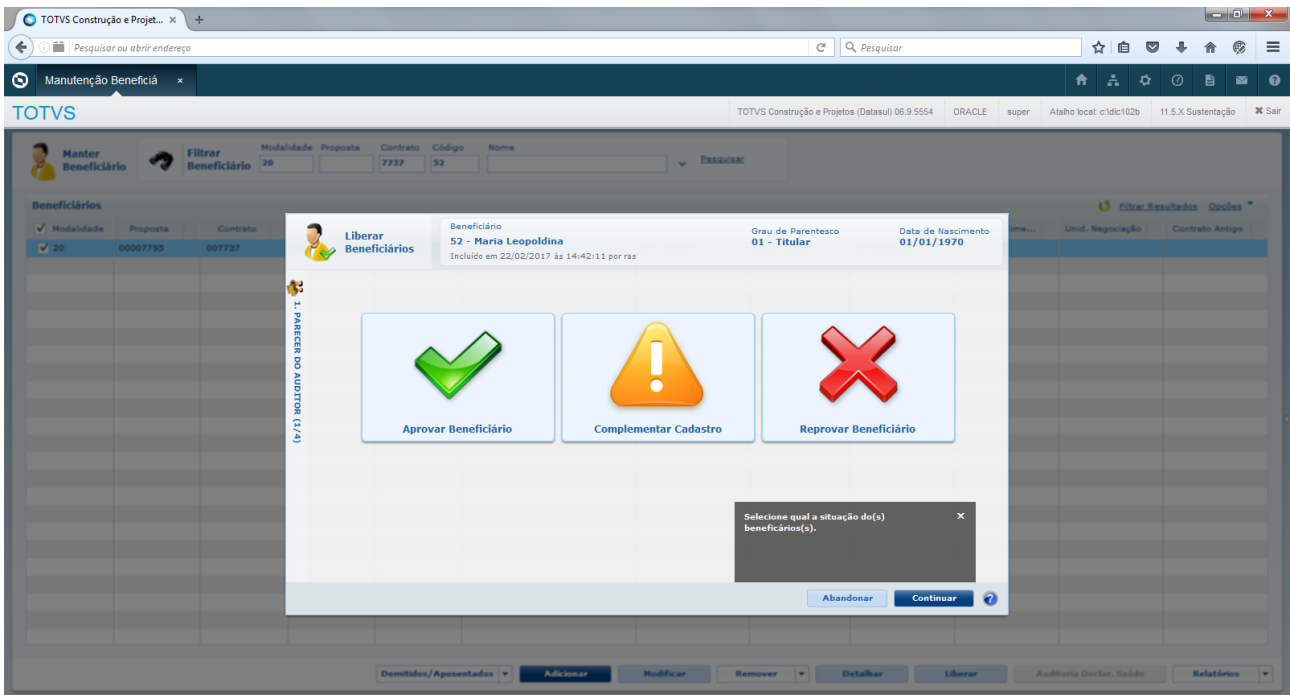 TOTVS Construção e Projet... × +
Pesquisar ou abrir endereço
Pesquisar
Manutenção Beneficiá ×
TOTVS
TOTVS Construção e Projetos (Datasul) 06.9.5554 ORACLE super Atalho local: c:\dlc102b 11.5.X Sustentação Sair
Manter Beneficiário
Filtrar Beneficiário
Modalidade Proposta Contrato Código Nome
20 7737 52
Pesquisar
Beneficiários
Filtrar Resultados Opções
Modalidade Proposta Contrato Unid. Negociação Contrato Antigo
20 00007795 007737
Liberar
Beneficiários
Beneficiário
52 - Maria Leopoldina
Incluído em 22/02/2017 às 14:42:11 por ras
Grau de Parentesco
01 - Titular
Data de Nascimento
01/01/1970
1. PARECER DO AUDITOR (1/4)
Aprovar Beneficiário
Complementar Cadastro
Reprovar Beneficiário
Selecione qual a situação do(s)
beneficários(s).
Abandonar Continuar
Demitidos/Aposentados Adicionar Modificar Remover Detalhar Liberar Auditoria Declar. Saúde Relatórios